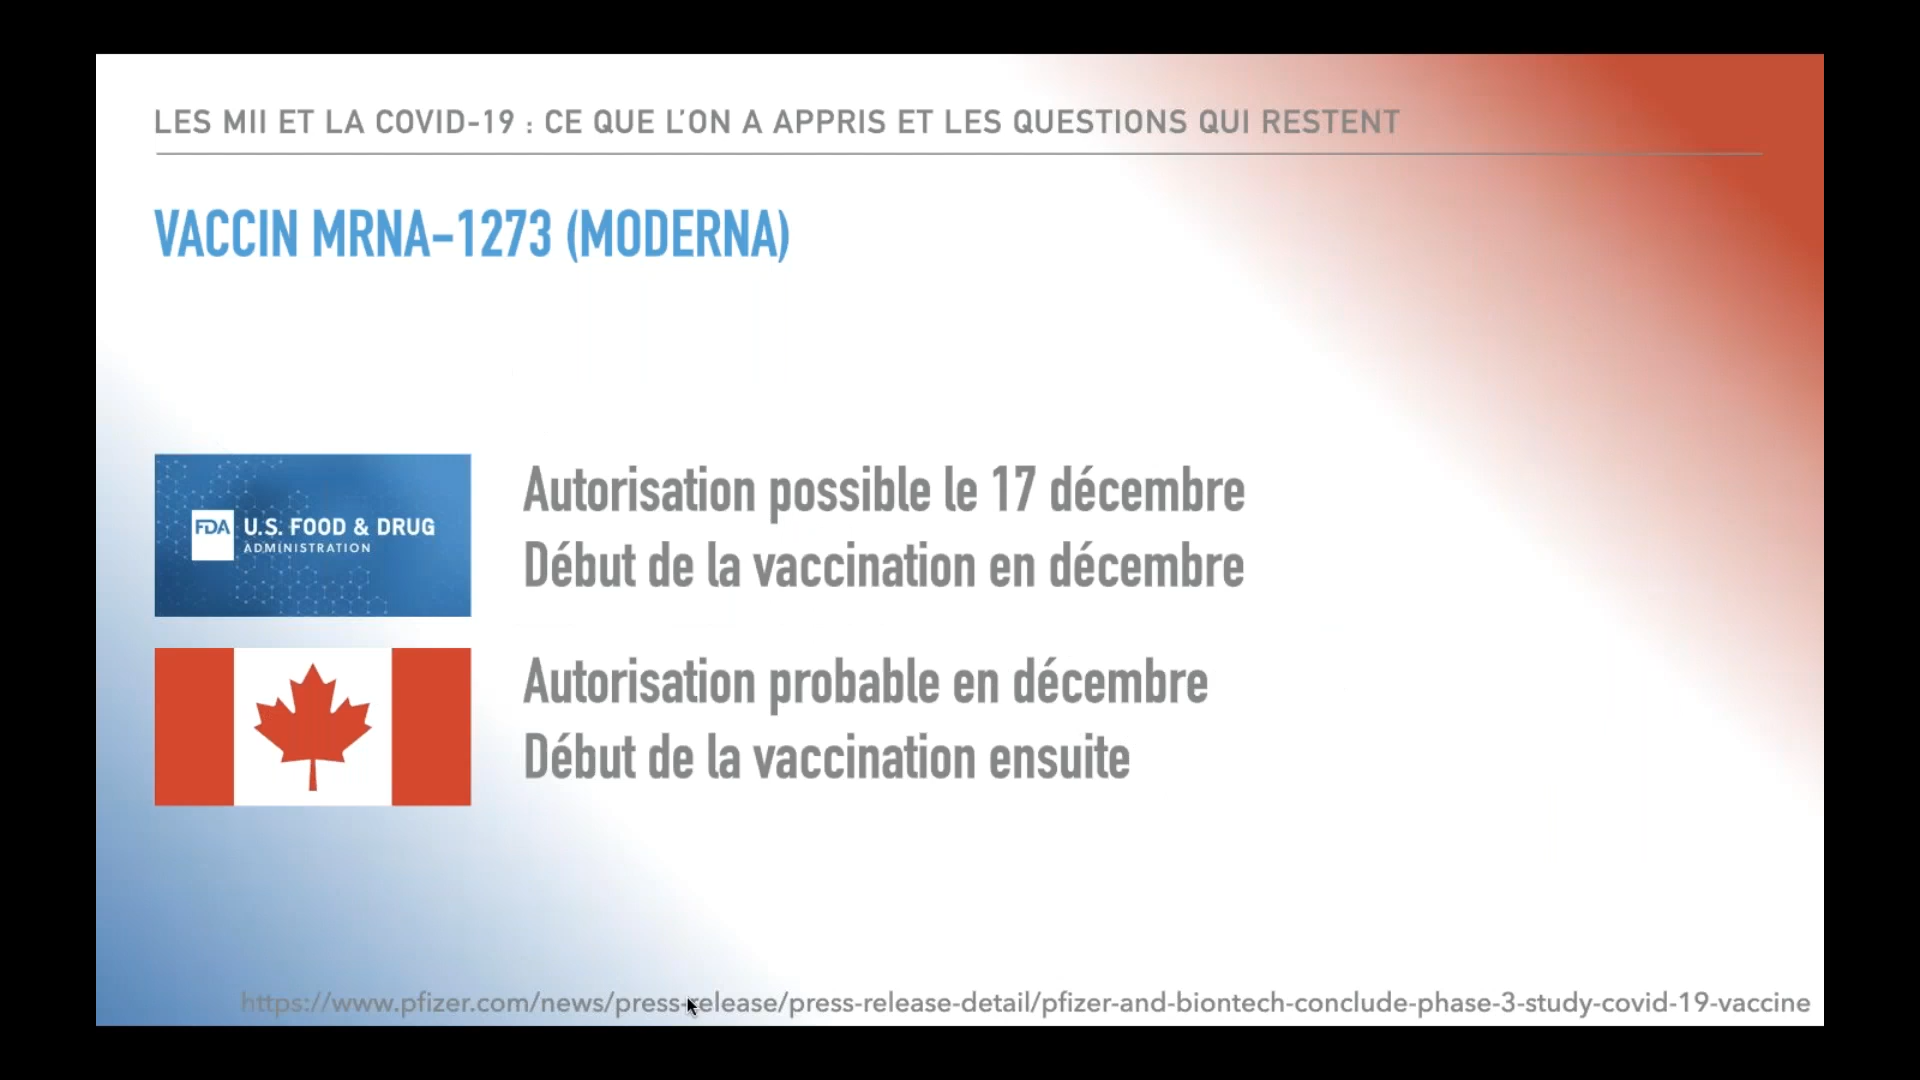 LES MII ET LA COVID-19 : CE QUE L'ON A APPRIS ET LES QUESTIONS QUI RESTENT
VACCIN MRNA-1273 (MODERNA)
FDA U.S. FOOD & DRUG
ADMINISTRATION
Autorisation possible le 17 décembre
Début de la vaccination en décembre
Autorisation probable en décembre
Début de la vaccination ensuite
https://www.pfizer.com/news/press-release/press-release-detail/pfizer-and-biontech-conclude-phase-3-study-covid-19-vaccine